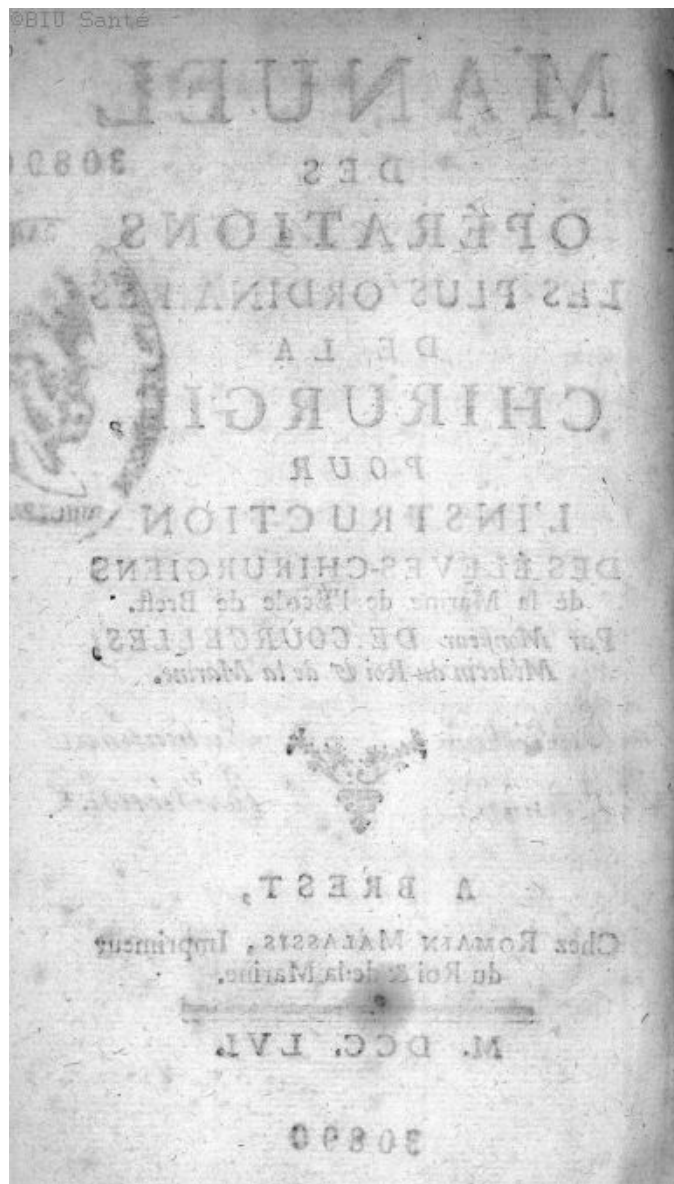 ©BIU Santé
MANUEL
DES
30890
OPÉRATIONS
LES PLUS ORDINAIRES
DE LA
CHIRURGIE,
POUR
L'INSTRUCTION
DES ÉLÈVES-CHIRURGIENS
de la Marine de l'École de Brest.
Par Monsieur DE COURCELLES,
Médecin du Roi & de la Marine.
A BREST,
Chez ROMAIN MALASSIS, Imprimeur
du Roi & de la Marine.
M. DCC. LVI.
30890